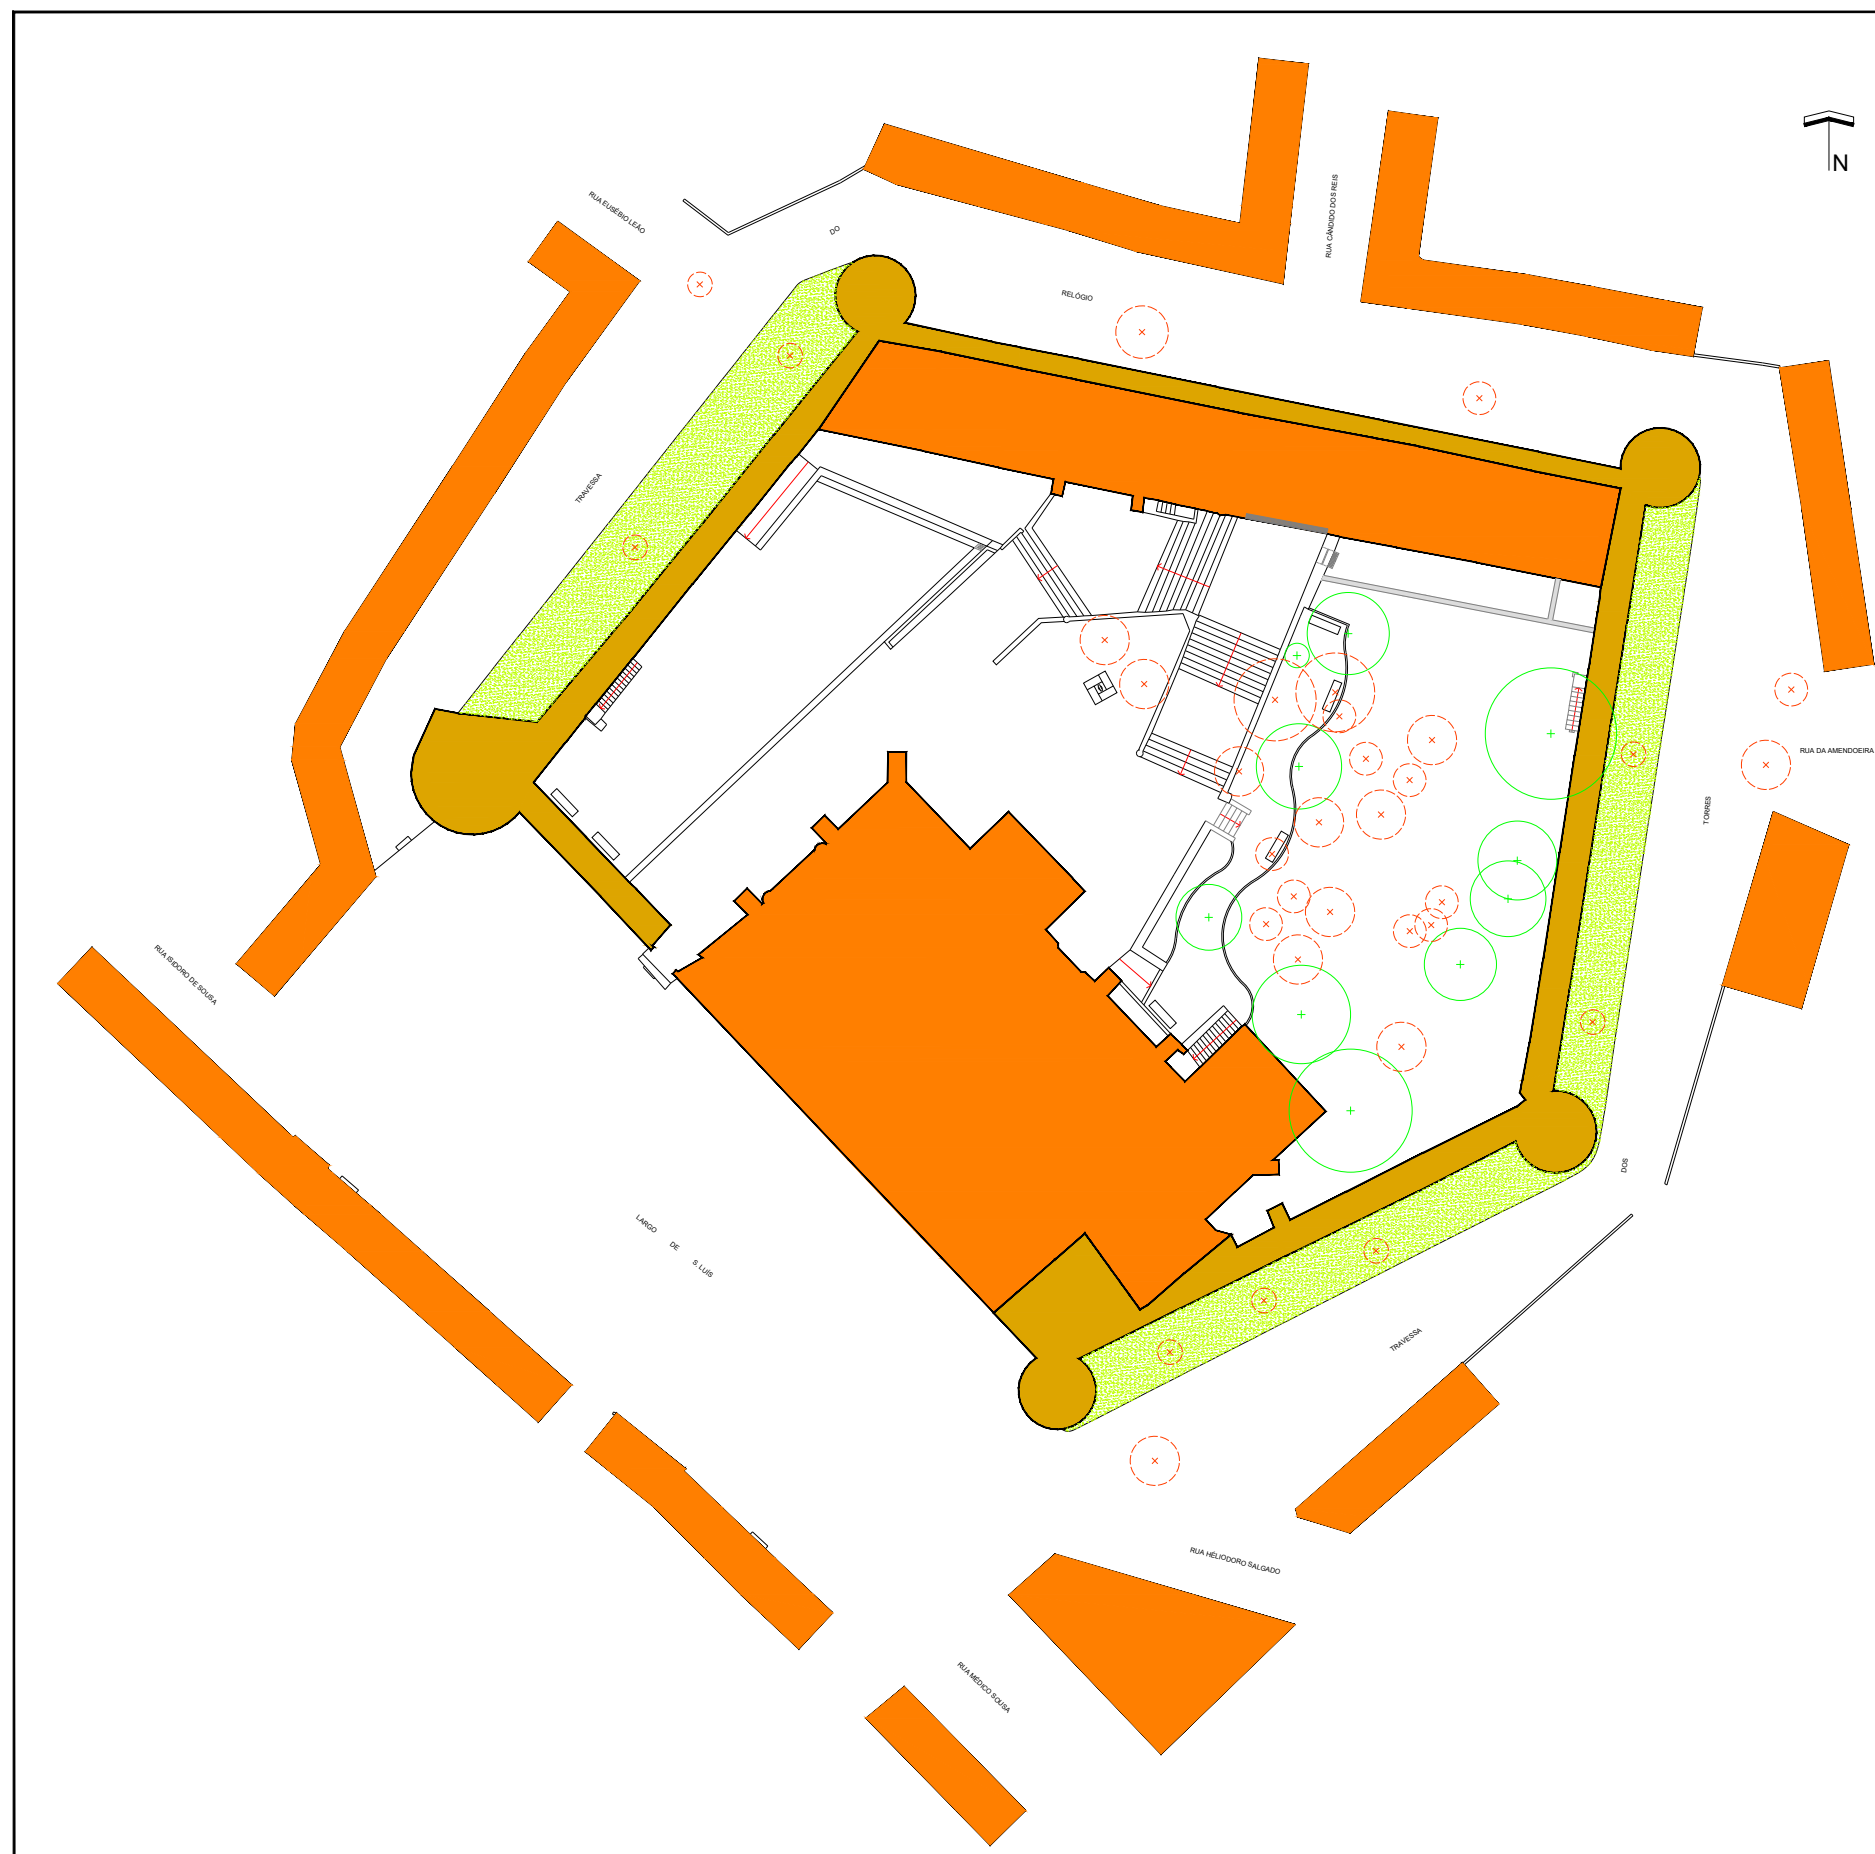 N
RUA CÂNDIDO DOS REIS
RUA EUSÉBIO LEÃO
DO
RELÓGIO
TRAVESSA
RUA DA AMENDOEIRA
TORRES
RUA ISIDORO DE SOUSA
DOS
LARGO DE S. LUÍS
TRAVESSA
RUA HÉLIODORO SALGADO
RUA MÉDICO SOUSA